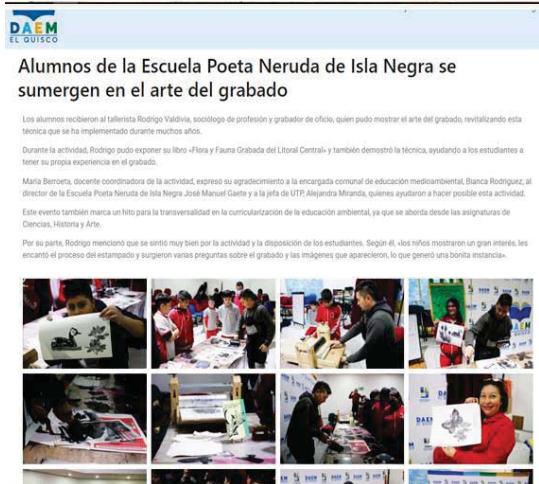 DAEM
EL QUISCO
Alumnos de la Escuela Poeta Neruda de Isla Negra se
sumergen en el arte del grabado
Los alumnos recibieron al tallerista Rodrigo Valdivia, sociólogo de profesión y grabador de oficio, quien pudo mostrar el arte del grabado, revitalizando esta
técnica que se ha implementado durante muchos años.
Durante la actividad, Rodrigo pudo exponer su libro «Flora y Fauna Grabada del Litoral Central» y también demostró la técnica, ayudando a los estudiantes a
tener su propia experiencia en el grabado.
María Berroeta, docente coordinadora de la actividad, expreso su agradecimiento a la encargada comunal de educación medioambiental, Bianca Rodríguez, al
director de la Escuela Poeta Neruda de Isla Negra José Manuel Gaete y a la jefa de UTP, Alejandra Miranda, quienes ayudaron a hacer posible esta actividad.
Este evento también marca un hito para la transversalidad en la curricularización de la educación ambiental, ya que se aborda desde las asignaturas de
Ciencias, Historia y Arte.
Por su parte, Rodrigo mencionó que se sintió muy bien por la actividad y la disposición de los estudiantes. Según él, «los niños mostraron un gran interés, les
encantó el proceso del estampado y surgieron varias preguntas sobre el grabado y las imágenes que aparecieron, lo que generó una bonita instancia».